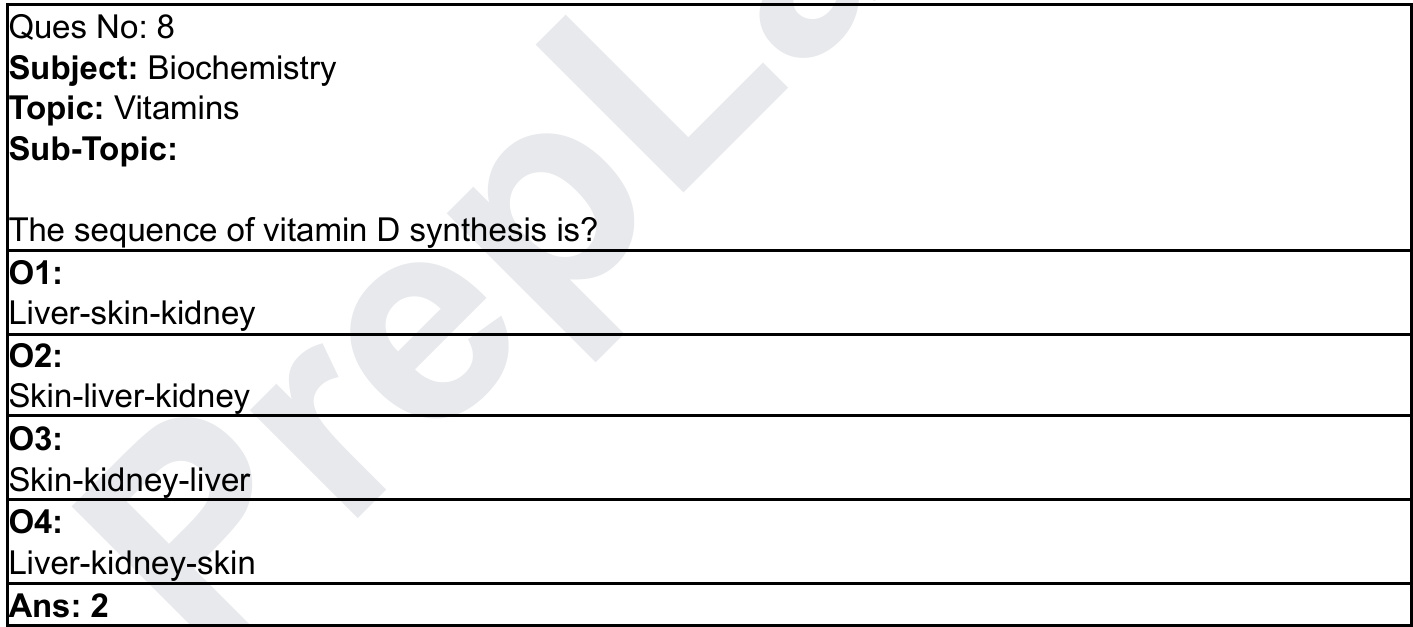 Ques No: 8
Subject: Biochemistry
Topic: Vitamins
Sub-Topic:
The sequence of vitamin D synthesis is?
O1:
Liver-skin-kidney
O2:
Skin-liver-kidney
O3:
Skin-kidney-liver
O4:
Liver-kidney-skin
Ans: 2
PrepL